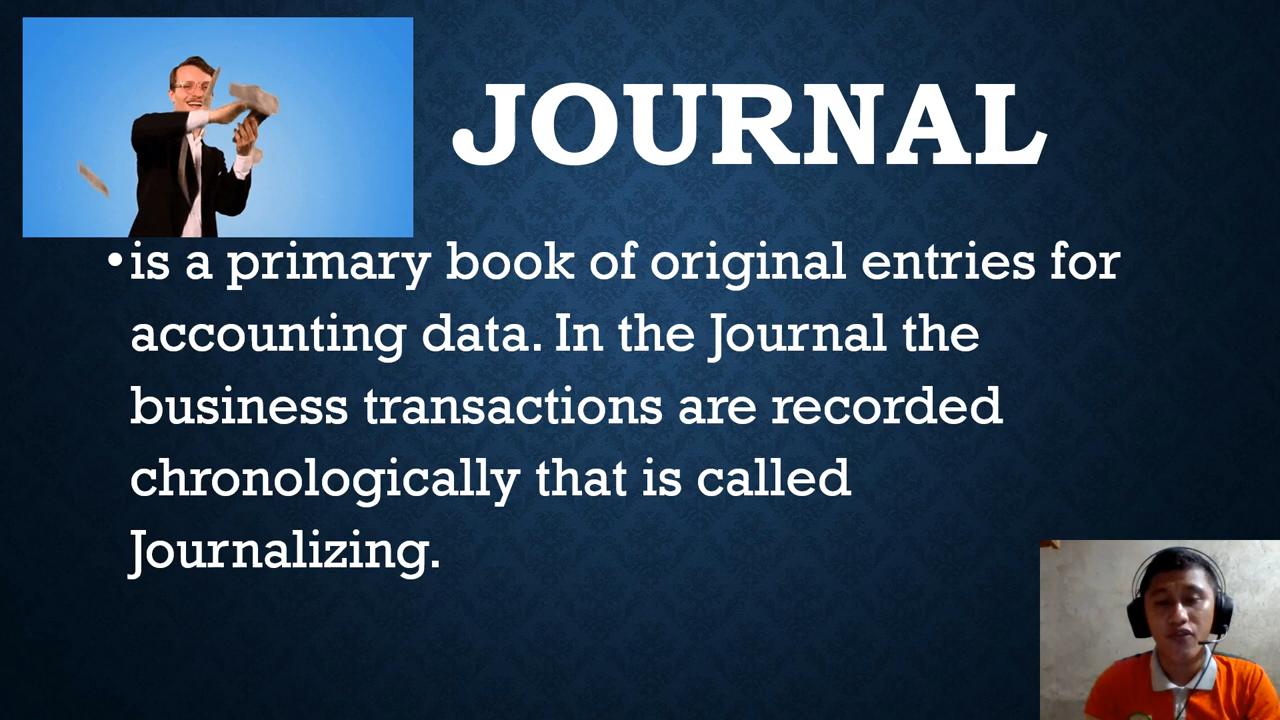 JOURNAL
•is a primary book of original entries for
accounting data. In the Journal the
business transactions are recorded
chronologically that is called
Journalizing.